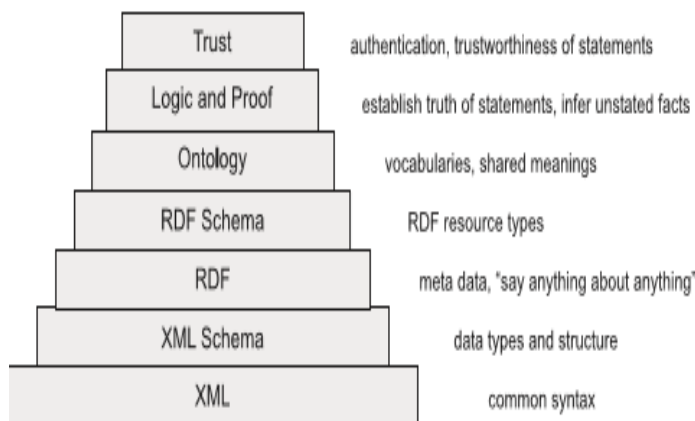 Trust
authentication, trustworthiness of statements
Logic and Proof
establish truth of statements, infer unstated facts
Ontology
vocabularies, shared meanings
RDF Schema
RDF resource types
RDF
meta data, "say anything about anything"
XML Schema
data types and structure
XML
common syntax